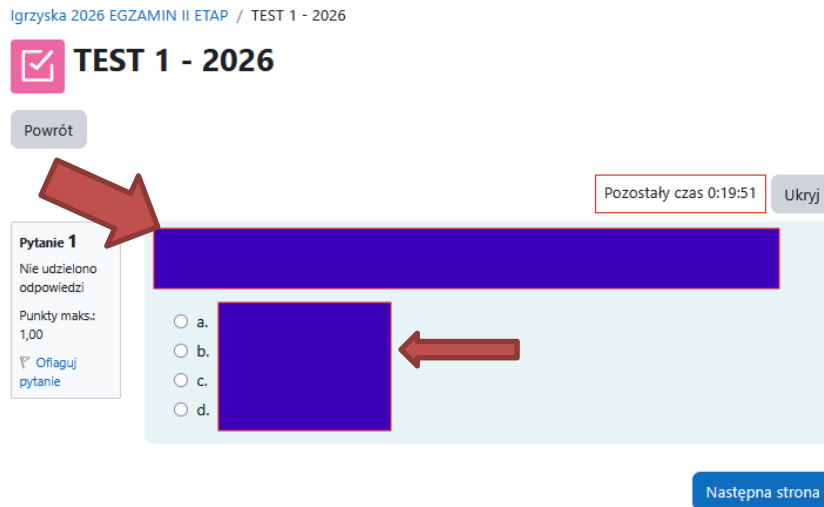 Igrzyska 2026 EGZAMIN II ETAP / TEST 1 - 2026
TEST 1 - 2026
Powrót
Pozostały czas 0:19:51
Ukryj
Pytanie 1
Nie udzielono
odpowiedzi
Punkty maks.:
1,00
Oflaguj
pytanie
a.
b.
c.
d.
Następna strona